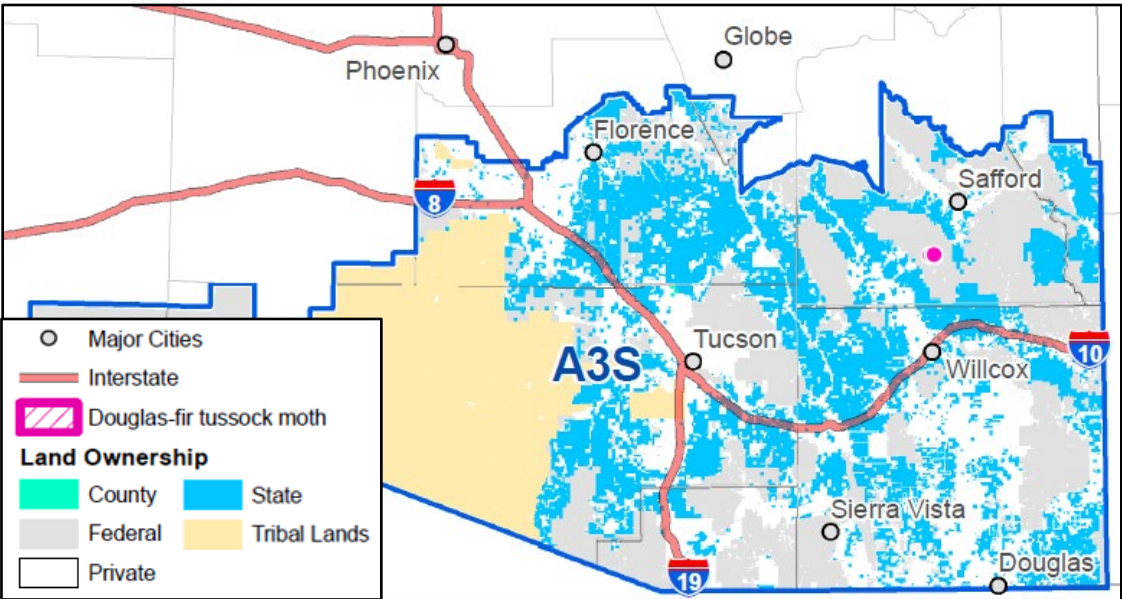 Globe
Phoenix
Florence
Safford
8
Tucson
A3S
10
Willcox
Sierra Vista
Douglas
19
Major Cities
Interstate
Douglas-fir tussock moth
Land Ownership
County State
Federal Tribal Lands
Private